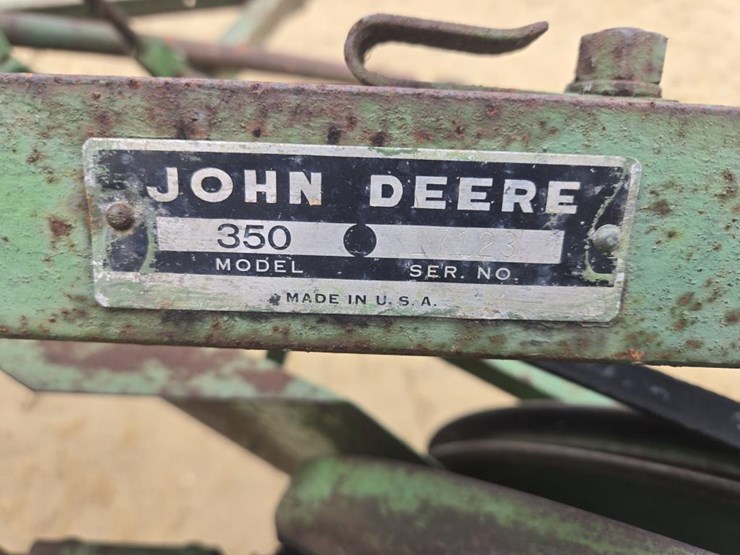 JOHN DEERE
350
MODEL SER. NO.
MADE IN U. S. A.